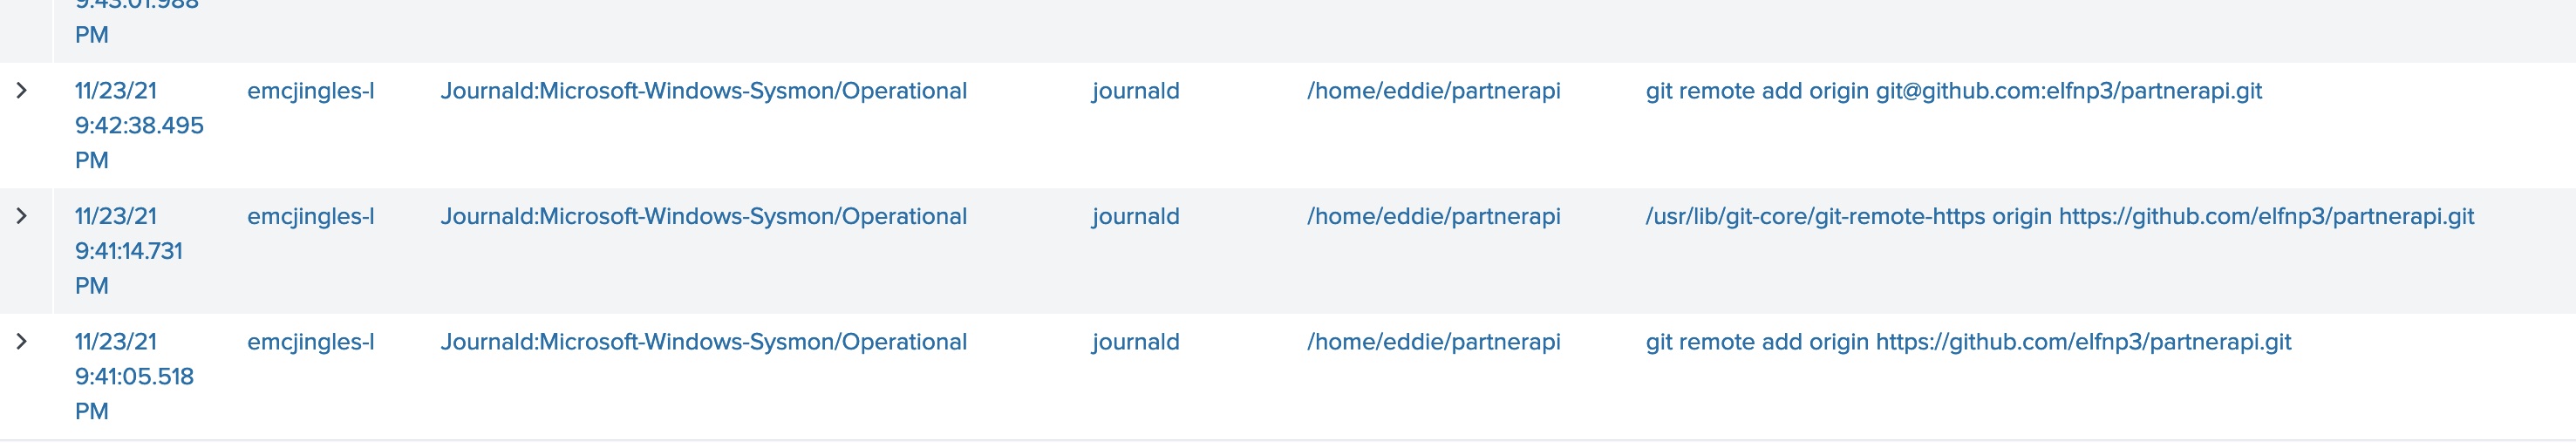 9:43:01.988
PM
11/23/21 emcjingles-l Journald:Microsoft-Windows-Sysmon/Operational journald /home/eddie/partnerapi git remote add origin git@github.com:elfnp3/partnerapi.git
9:42:38.495
PM
11/23/21 emcjingles-l Journald:Microsoft-Windows-Sysmon/Operational journald /home/eddie/partnerapi /usr/lib/git-core/git-remote-https origin https://github.com/elfnp3/partnerapi.git
9:41:14.731
PM
11/23/21 emcjingles-l Journald:Microsoft-Windows-Sysmon/Operational journald /home/eddie/partnerapi git remote add origin https://github.com/elfnp3/partnerapi.git
9:41:05.518
PM